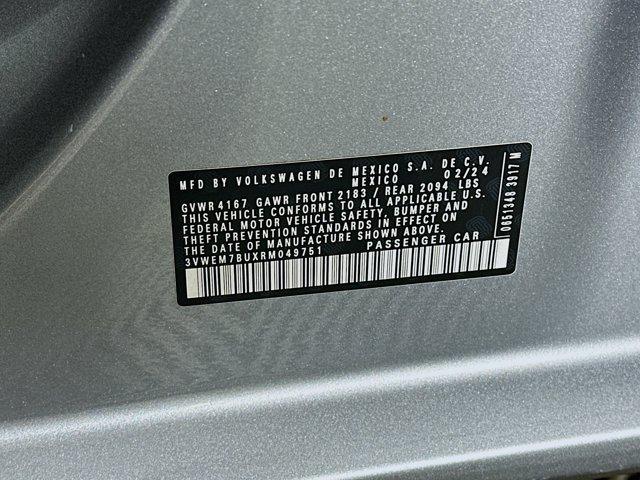 MFD BY VOLKSWAGEN DE MEXICO S.A. DE C.V.
MEXICO 02/24
GVWR 4167 GAWR FRONT 2183 / REAR 2094 LBS
THIS VEHICLE CONFORMS TO ALL APPLICABLE U.S.
FEDERAL MOTOR VEHICLE SAFETY, BUMPER AND
THEFT PREVENTION STANDARDS IN EFFECT ON
THE DATE OF MANUFACTURE SHOWN ABOVE.
3VWEM7BUXRM049751 PASSENGER CAR
0651348 3917 M